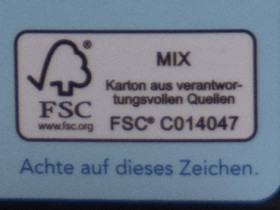 FSC
www.fsc.org
MIX
Karton aus verantwor-
tungsvollen Quellen
FSC® C014047
Achte auf dieses Zeichen.